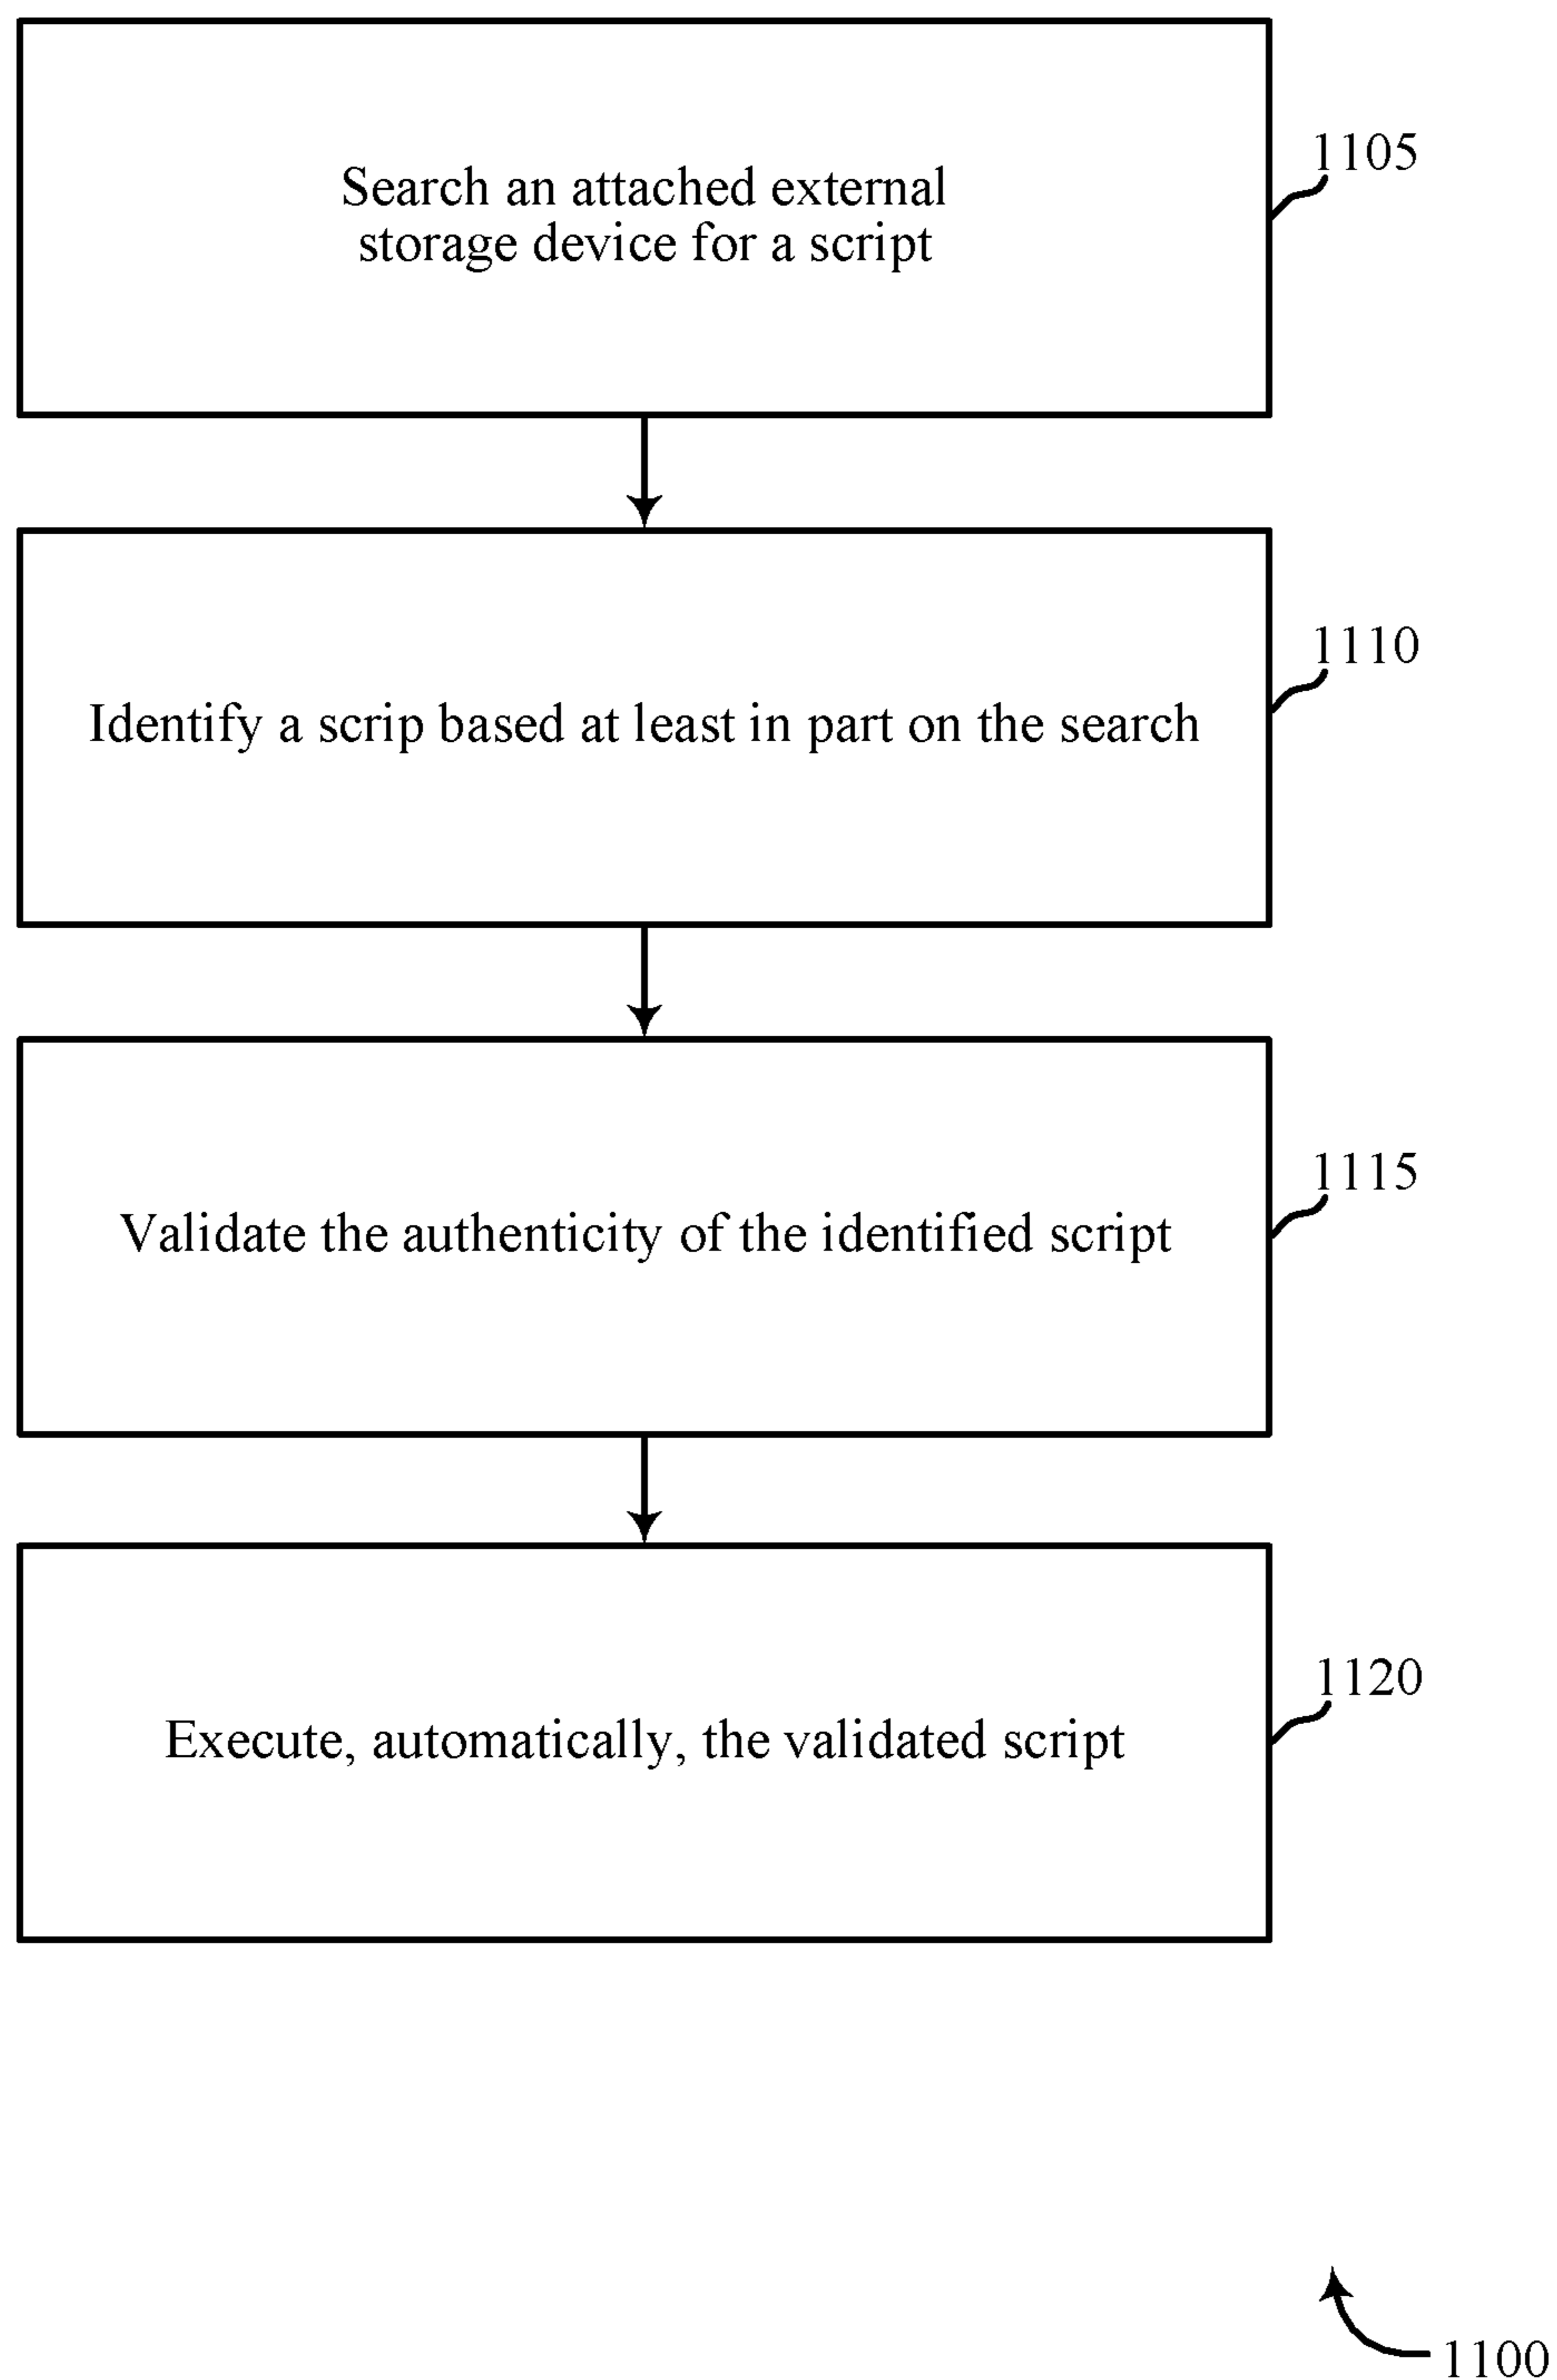 Search an attached external
storage device for a script
1105
Identify a scrip based at least in part on the search
1110
Validate the authenticity of the identified script
1115
Execute, automatically, the validated script
1120
1100